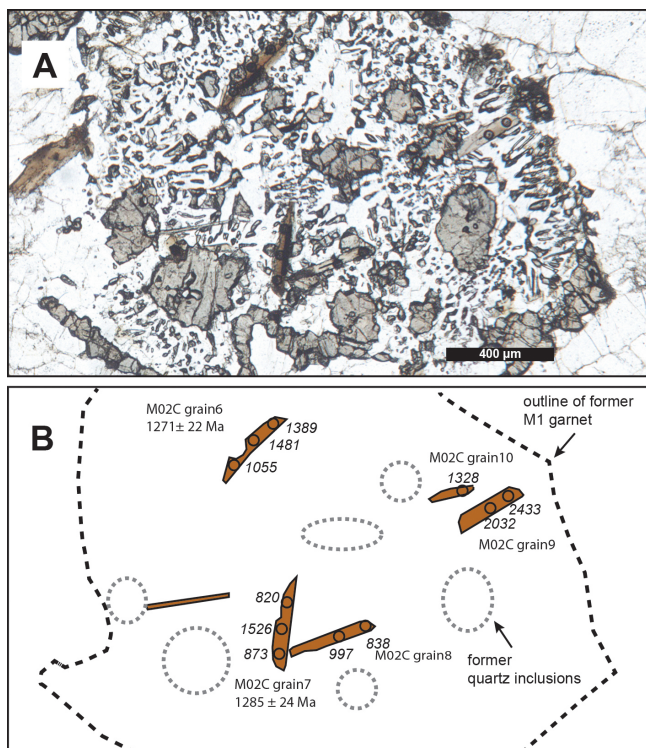 A
400 µm
B
M02C grain6
1271± 22 Ma
1389
1481
1055
outline of former
M1 garnet
M02C grain10
1328
2433
2032
M02C grain9
820
1526
873
838
997
M02C grain8
M02C grain7
1285 ± 24 Ma
former
quartz inclusions